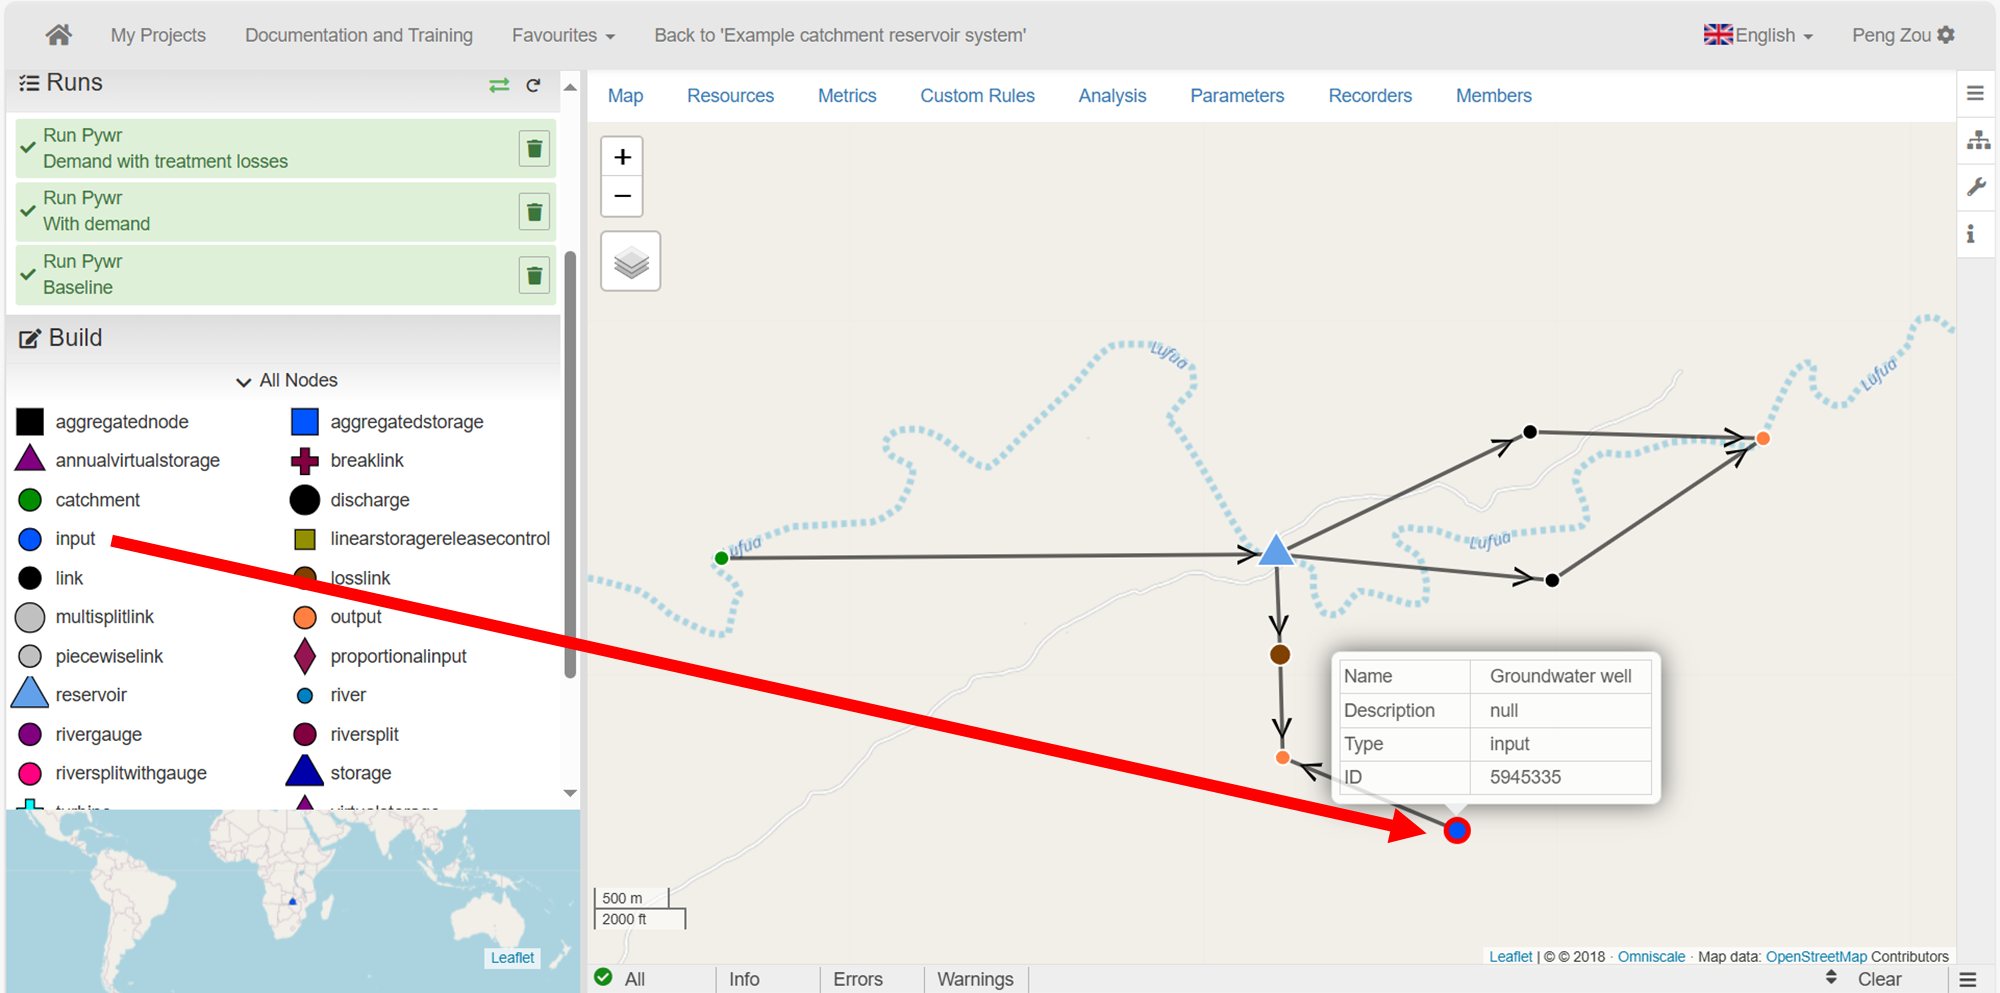 My Projects
Documentation and Training
Favourites
Back to 'Example catchment reservoir system'
English
Peng Zou
Runs
Run Pywr
Demand with treatment losses
Run Pywr
With demand
Run Pywr
Baseline
Build
All Nodes
aggregatednode
aggregatedstorage
annualvirtualstorage
breaklink
catchment
discharge
input
linearstoragereleasecontrol
link
losslink
multisplitlink
output
piecewiselink
proportionalinput
reservoir
river
rivergauge
riversplit
riversplitwithgauge
storage
Leaflet
Map
Resources
Metrics
Custom Rules
Analysis
Parameters
Recorders
Members
+
−
Lufua
Lufua
Lufua
Name Groundwater well
Description null
Type input
ID 5945335
500 m
2000 ft
Leaflet | © © 2018 · Omniscale · Map data: OpenStreetMap Contributors
All
Info
Errors
Warnings
Clear